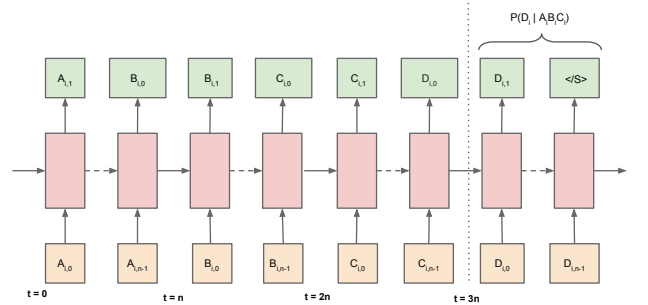 P(D_i | A_iB_iC_i)
A_i,1 B_i,0 B_i,1 C_i,0 C_i,1 D_i,0 D_i,1 </S>
A_i,0 A_i,n-1 B_i,0 B_i,n-1 C_i,0 C_i,n-1 D_i,0 D_i,n-1
t = 0 t = n t = 2n t = 3n